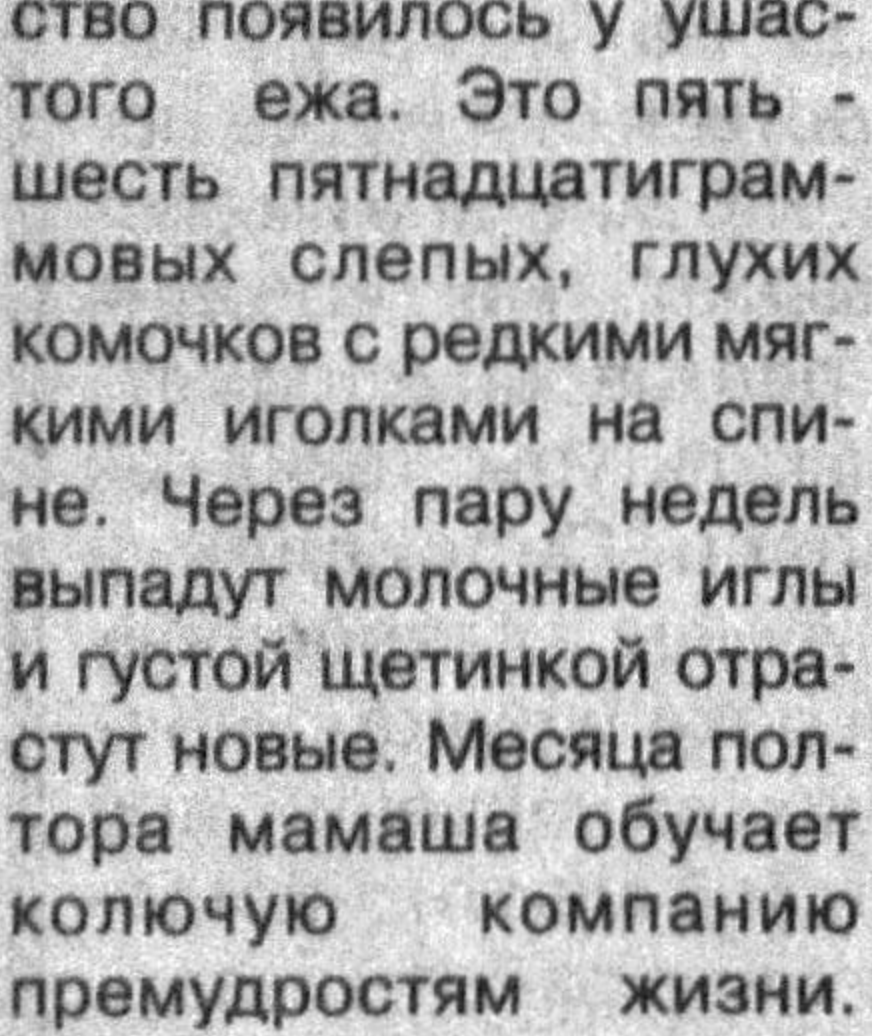 ство появилось у ушас-
того ежа. Это пять -
шесть пятнадцатиграм-
мовых слепых, глухих
комочков с редкими мяг-
кими иголками на спи-
не. Через пару недель
выпадут молочные иглы
и густой щетинкой отра-
стут новые. Месяца пол-
тора мамаша обучает
колючую компанию
премудростям жизни.